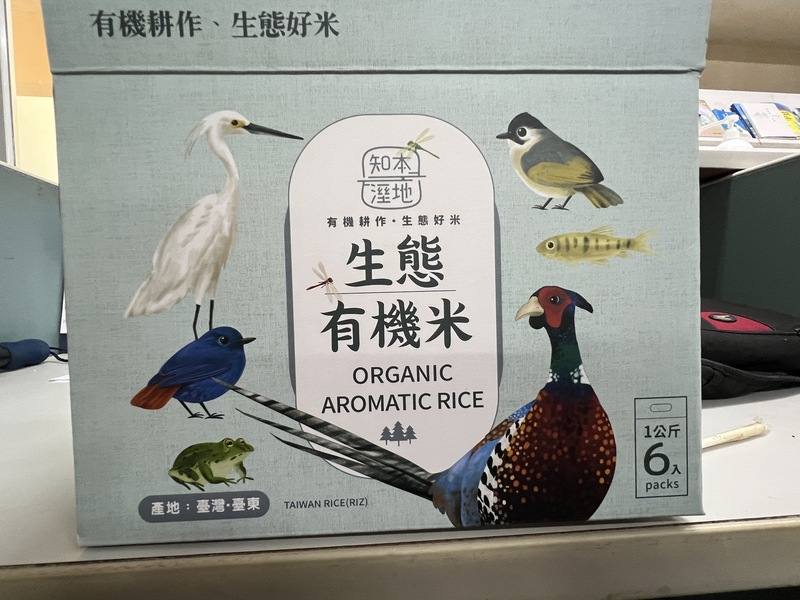 有機耕作、生態好米
知本
溼地
有機耕作·生態好米
生態
有機米
ORGANIC
AROMATIC RICE
產地：臺灣·臺東
TAIWAN RICE(RIZ)
1公斤
6入
packs